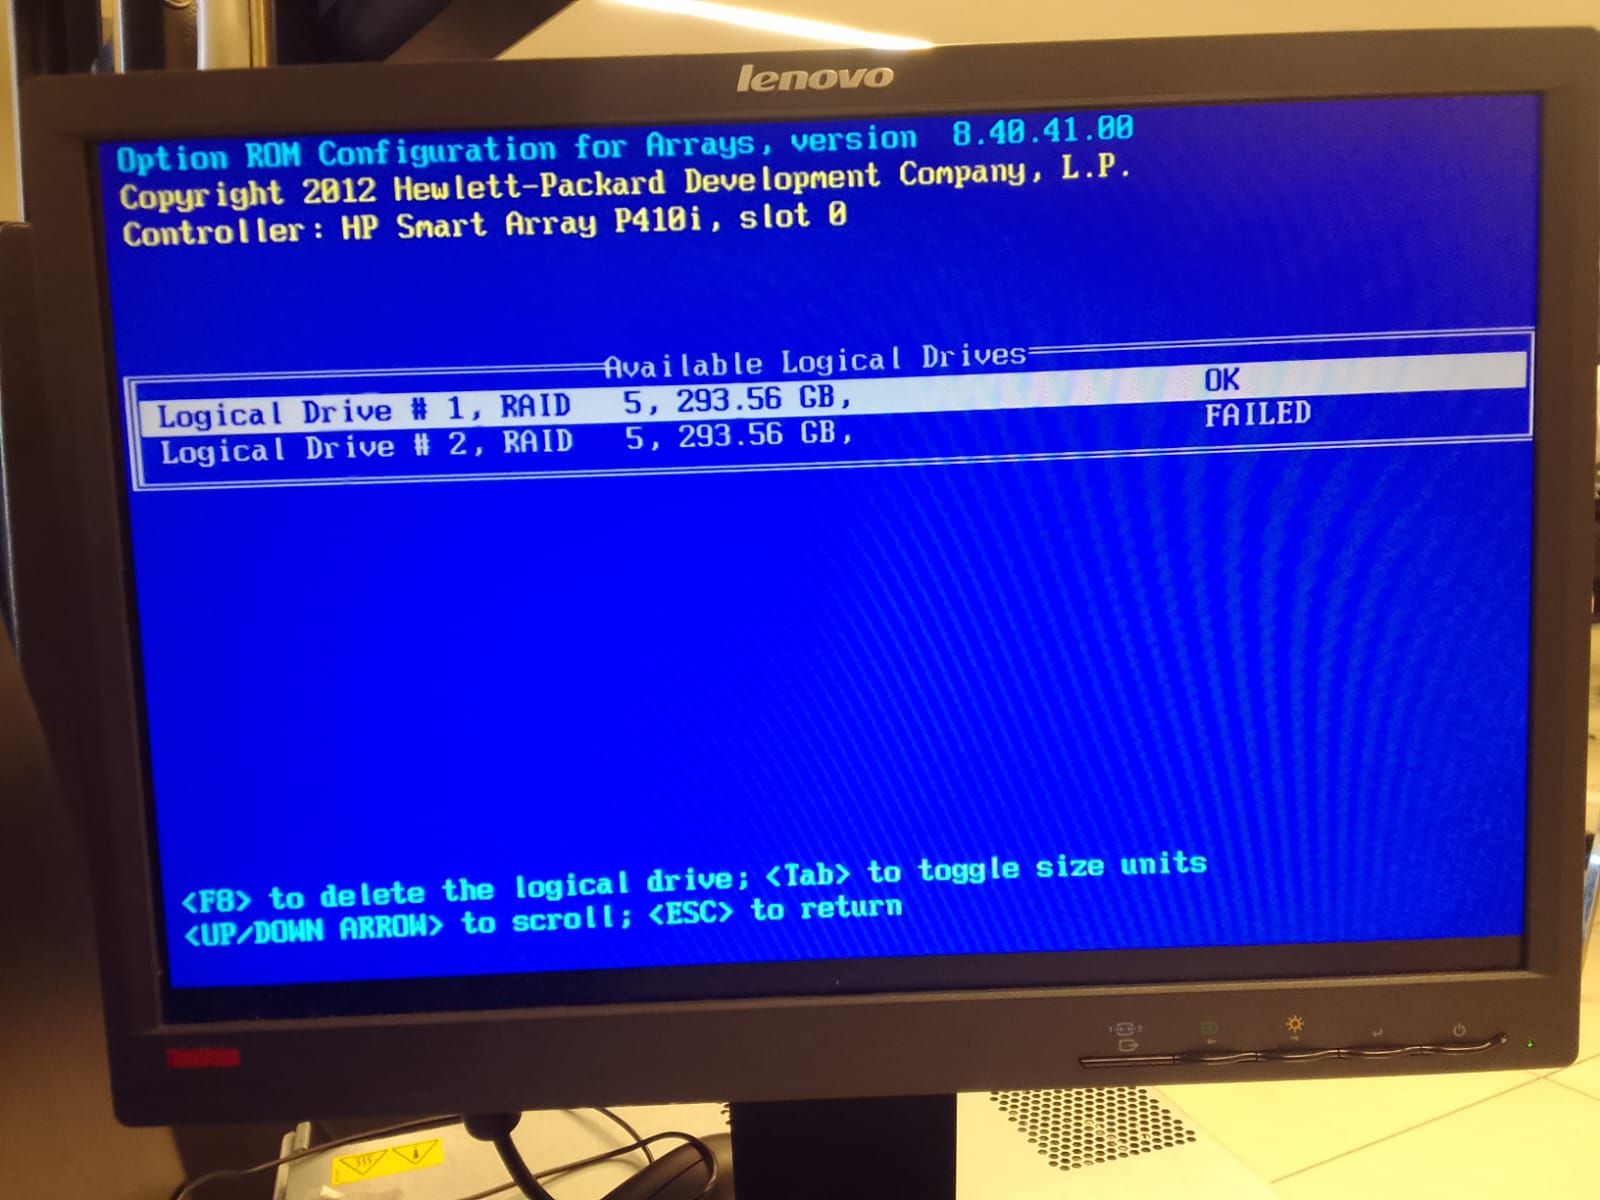 lenovo
Option ROM Configuration for Arrays, version 8.40.41.00
Copyright 2012 Hewlett-Packard Development Company, L.P.
Controller: HP Smart Array P410i, slot 0
Available Logical Drives
Logical Drive # 1, RAID 5, 293.56 GB, OK
Logical Drive # 2, RAID 5, 293.56 GB, FAILED
<F8> to delete the logical drive; <Tab> to toggle size units
<UP/DOWN ARROW> to scroll; <ESC> to return
ThinkVision